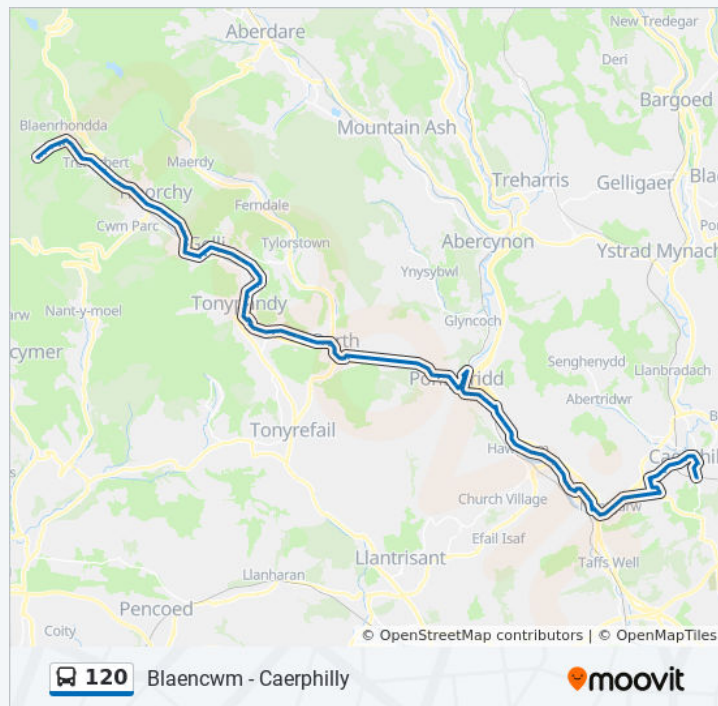 New Tredegar
Aberdare
Deri
Bargoed
Blaenrhondda
Mountain Ash
Maerdy
Treharris
Gelligaer
Ferndale
Cwm Parc
Tylorstown
Abercynon
Ystrad Mynach
Ynysybwl
Nant-y-moel
Tonypandy
Glyncoch
Senghenydd
Llanbradach
Abertridwr
Tonyrefail
Church Village
Efail Isaf
Llantrisant
Taffs Well
Llanharan
Pencoed
Coity
© OpenStreetMap contributors | © OpenMapTiles
120 Blaencwm - Caerphilly
moovit